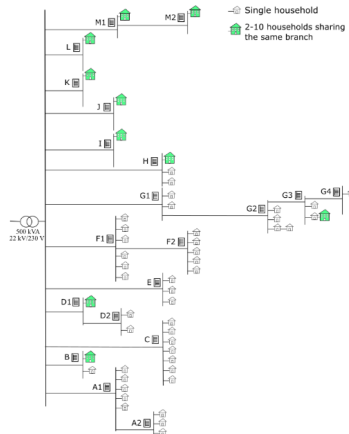 Single household
2-10 households sharing
the same branch
M1
M2
L
K
J
I
H
G1
G2
G3
G4
500 kVA
22 kV/230 V
F1
F2
E
D1
D2
C
B
A1
A2